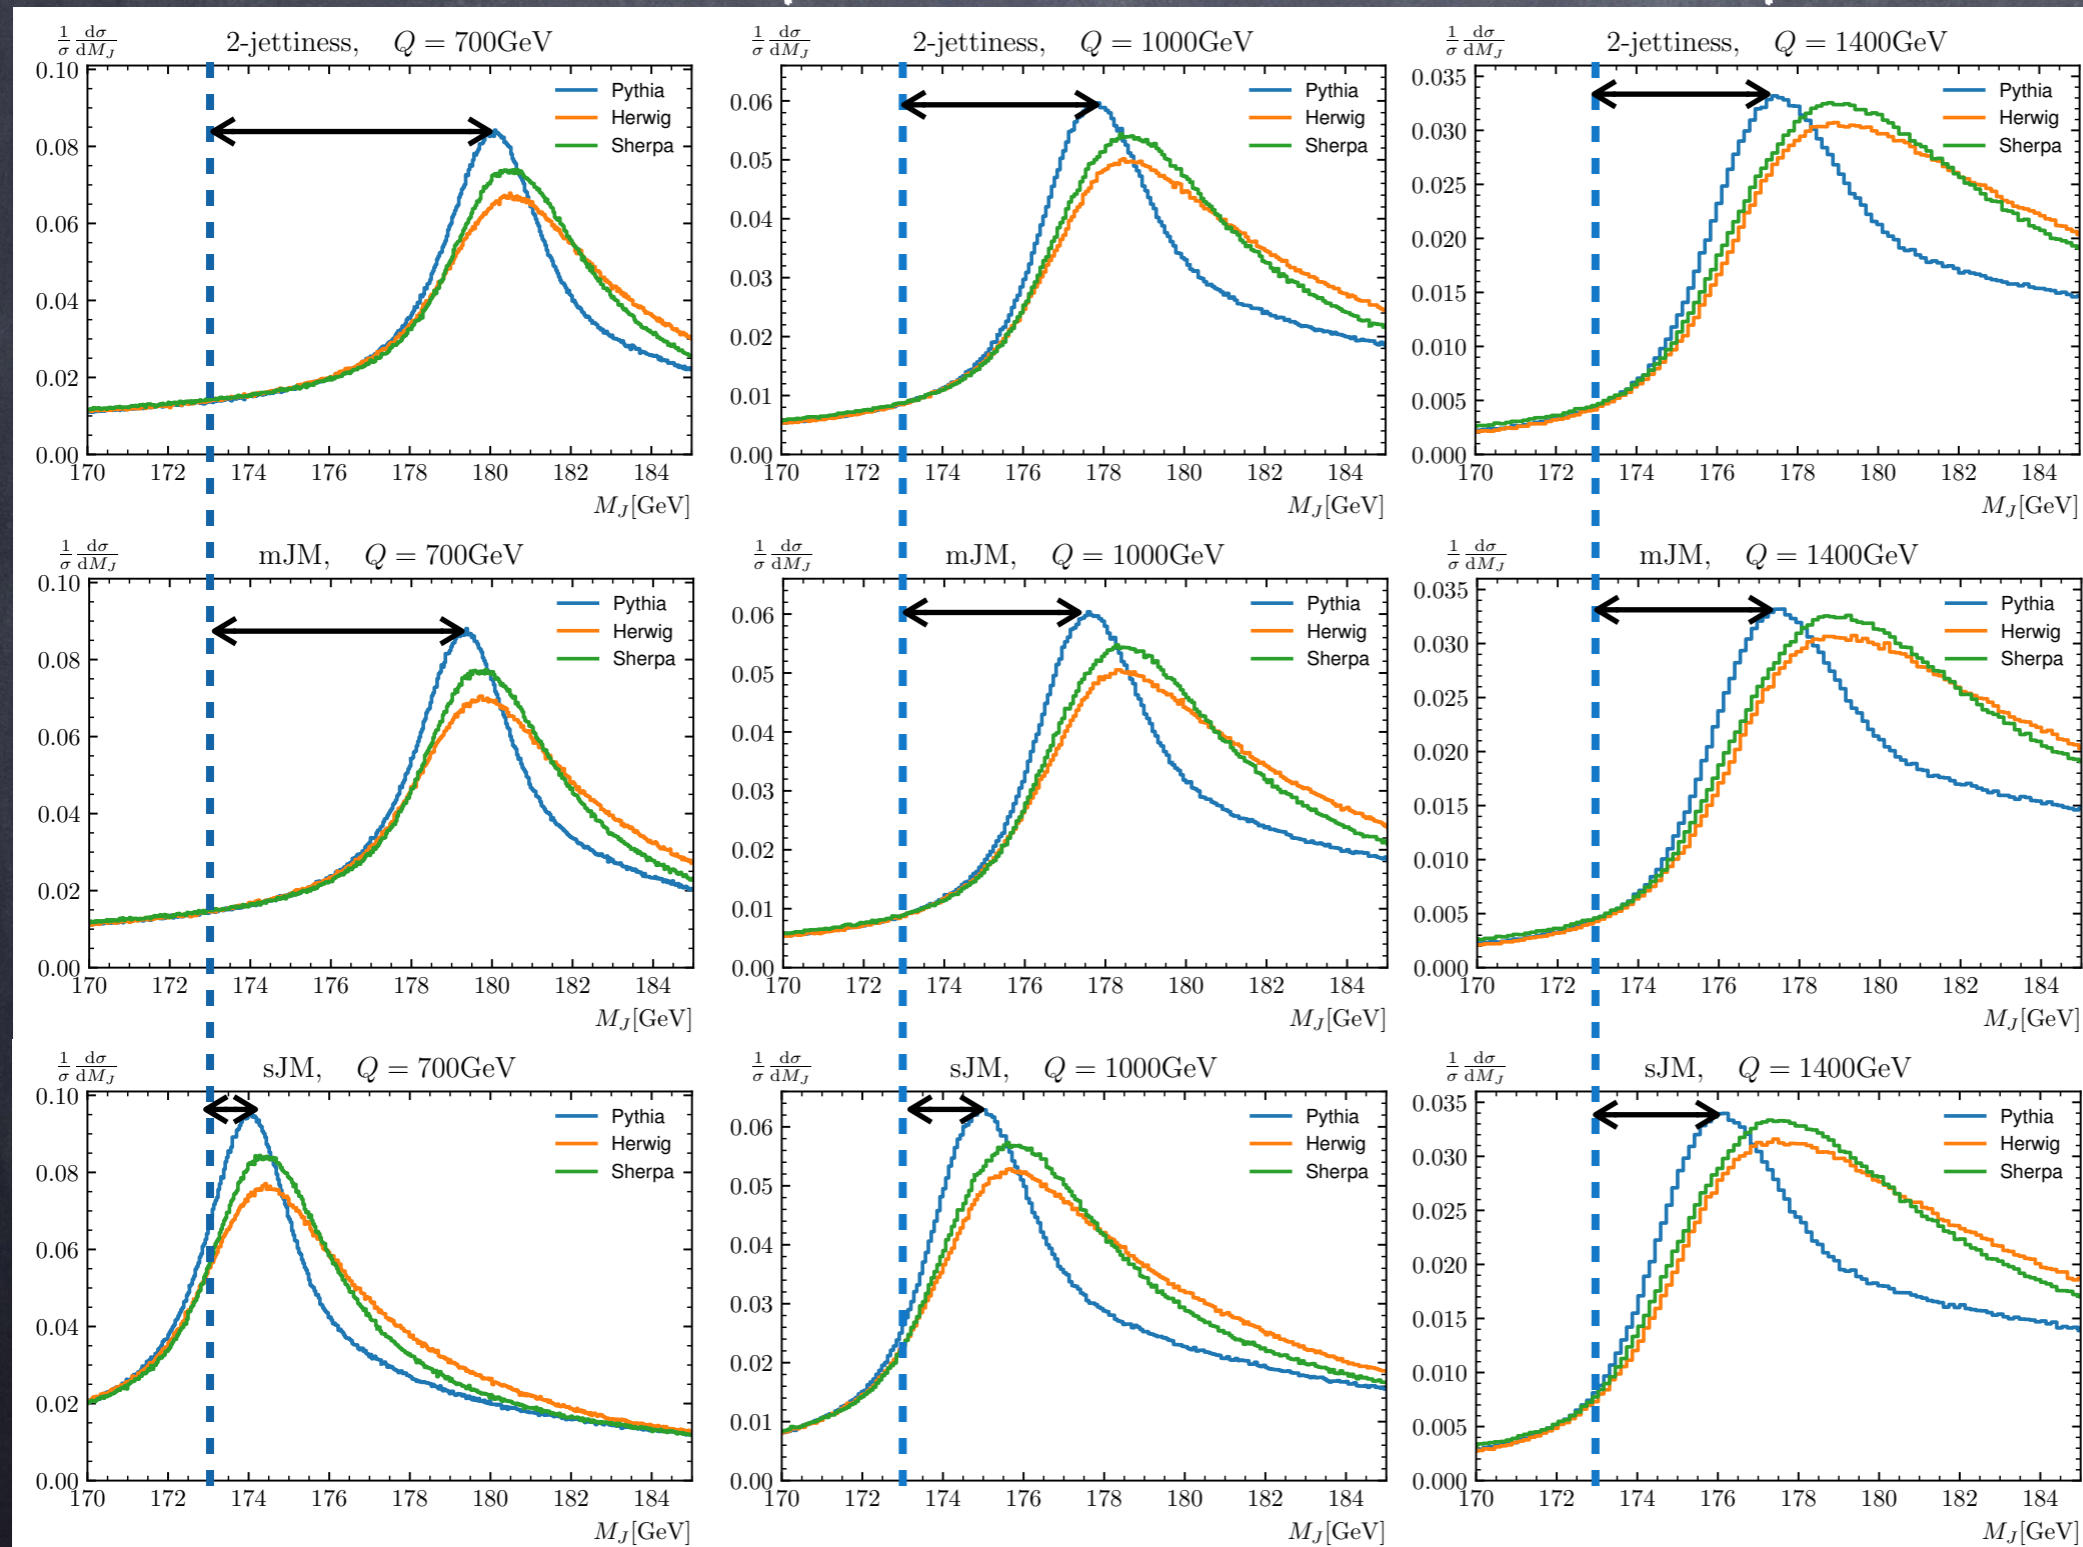 1/σ dσ/dM_J 2-jettiness, Q = 700GeV
0.10
0.08
0.06
0.04
0.02
0.00
Pythia
Herwig
Sherpa
170 172 174 176 178 180 182 184
M_J[GeV]
1/σ dσ/dM_J 2-jettiness, Q = 1000GeV
0.06
0.05
0.04
0.03
0.02
0.01
0.00
Pythia
Herwig
Sherpa
170 172 174 176 178 180 182 184
M_J[GeV]
1/σ dσ/dM_J 2-jettiness, Q = 1400GeV
0.035
0.030
0.025
0.020
0.015
0.010
0.005
0.000
Pythia
Herwig
Sherpa
170 172 174 176 178 180 182 184
M_J[GeV]
1/σ dσ/dM_J mJM, Q = 700GeV
0.10
0.08
0.06
0.04
0.02
0.00
Pythia
Herwig
Sherpa
170 172 174 176 178 180 182 184
M_J[GeV]
1/σ dσ/dM_J mJM, Q = 1000GeV
0.06
0.05
0.04
0.03
0.02
0.01
0.00
Pythia
Herwig
Sherpa
170 172 174 176 178 180 182 184
M_J[GeV]
1/σ dσ/dM_J mJM, Q = 1400GeV
0.035
0.030
0.025
0.020
0.015
0.010
0.005
0.000
Pythia
Herwig
Sherpa
170 172 174 176 178 180 182 184
M_J[GeV]
1/σ dσ/dM_J sJM, Q = 700GeV
0.10
0.08
0.06
0.04
0.02
0.00
Pythia
Herwig
Sherpa
170 172 174 176 178 180 182 184
M_J[GeV]
1/σ dσ/dM_J sJM, Q = 1000GeV
0.06
0.05
0.04
0.03
0.02
0.01
0.00
Pythia
Herwig
Sherpa
170 172 174 176 178 180 182 184
M_J[GeV]
1/σ dσ/dM_J sJM, Q = 1400GeV
0.035
0.030
0.025
0.020
0.015
0.010
0.005
0.000
Pythia
Herwig
Sherpa
170 172 174 176 178 180 182 184
M_J[GeV]